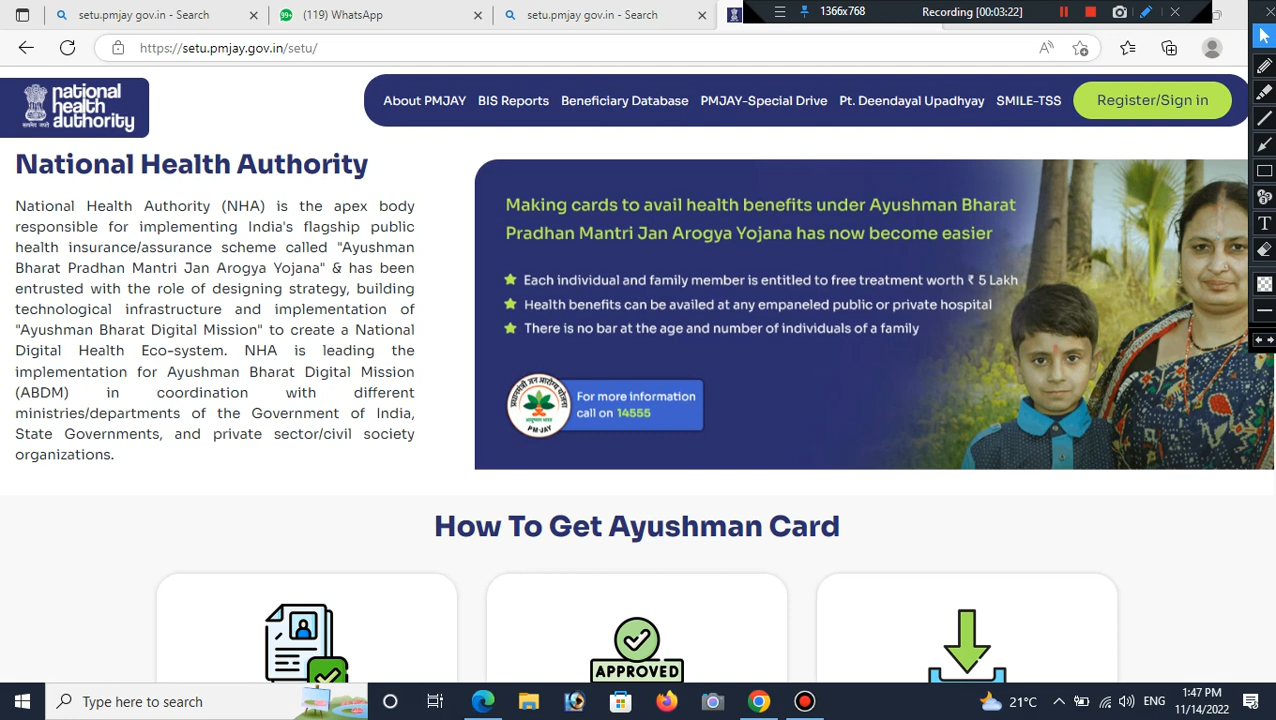 setu.pmjay gov.in - Search
99+
(119) WhatsApp
setu.pmjay gov.in - Search
1366x768
Recording [00:03:22]
https://setu.pmjay.gov.in/setu/
national
health
authority
About PMJAY
BIS Reports
Beneficiary Database
PMJAY-Special Drive
Pt. Deendayal Upadhyay
SMILE-TSS
Register/Sign in
National Health Authority
National Health Authority (NHA) is the apex body
responsible for implementing India's flagship public
health insurance/assurance scheme called "Ayushman
Bharat Pradhan Mantri Jan Arogya Yojana" & has been
entrusted with the role of designing strategy, building
technological infrastructure and implementation of
"Ayushman Bharat Digital Mission" to create a National
Digital Health Eco-system. NHA is leading the
implementation for Ayushman Bharat Digital Mission
(ABDM) in coordination with different
ministries/departments of the Government of India,
State Governments, and private sector/civil society
organizations.
Making cards to avail health benefits under Ayushman Bharat
Pradhan Mantri Jan Arogya Yojana has now become easier
Each individual and family member is entitled to free treatment worth ₹ 5 Lakh
Health benefits can be availed at any empaneled public or private hospital
There is no bar at the age and number of individuals of a family
प्रधानमंत्री जन आरोग्य योजना
आयुष्मान भारत
PM-JAY
For more information
call on 14555
How To Get Ayushman Card
APPROVED
Type here to search
21°C
ENG
1:47 PM
11/14/2022